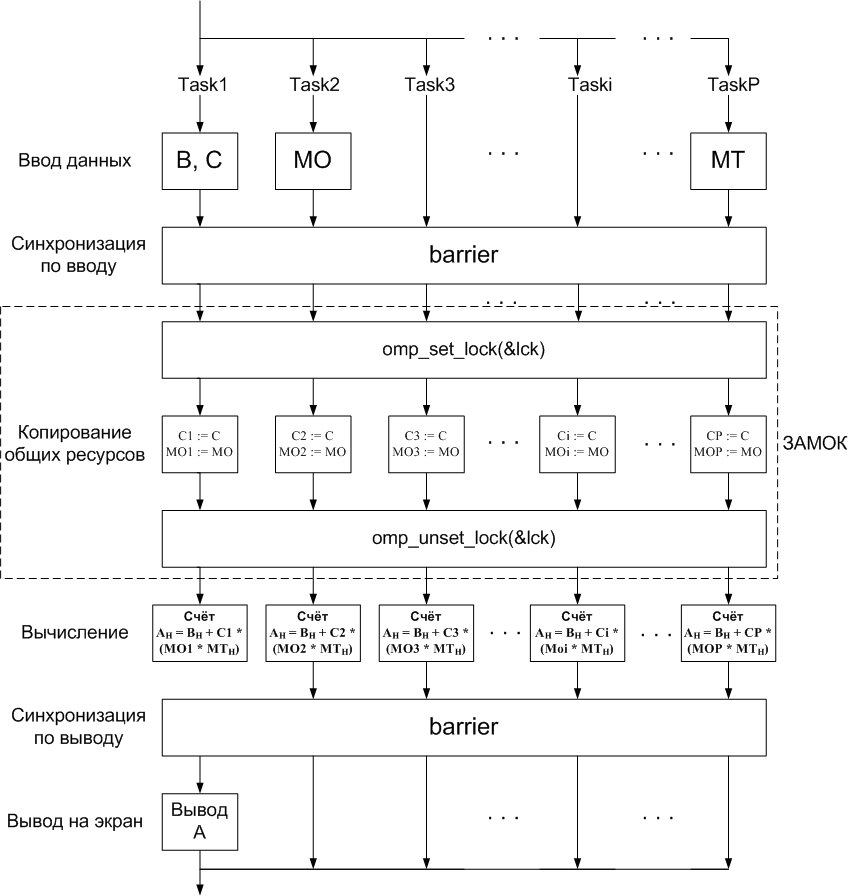 . . .
. . .
Task1
Task2
Task3
Taski
TaskP
Ввод данных
B, C
MO
. . .
. . .
MT
Синхронизация
по вводу
barrier
. . .
. . .
omp_set_lock(&lck)
Копирование
общих ресурсов
C1 := C
MO1 := MO
C2 := C
MO2 := MO
C3 := C
MO3 := MO
. . .
Ci := C
MOi := MO
. . .
CP := C
MOP := MO
ЗАМОК
omp_unset_lock(&lck)
Вычисление
Счёт
AH = BH + C1 *
(MO1 * MTH)
Счёт
AH = BH + C2 *
(MO2 * MTH)
Счёт
AH = BH + C3 *
(MO3 * MTH)
. . .
Счёт
AH = BH + Ci *
(Moi * MTH)
. . .
Счёт
AH = BH + CP *
(MOP * MTH)
Синхронизация
по выводу
barrier
Вывод на экран
Вывод
A
. . .
. . .